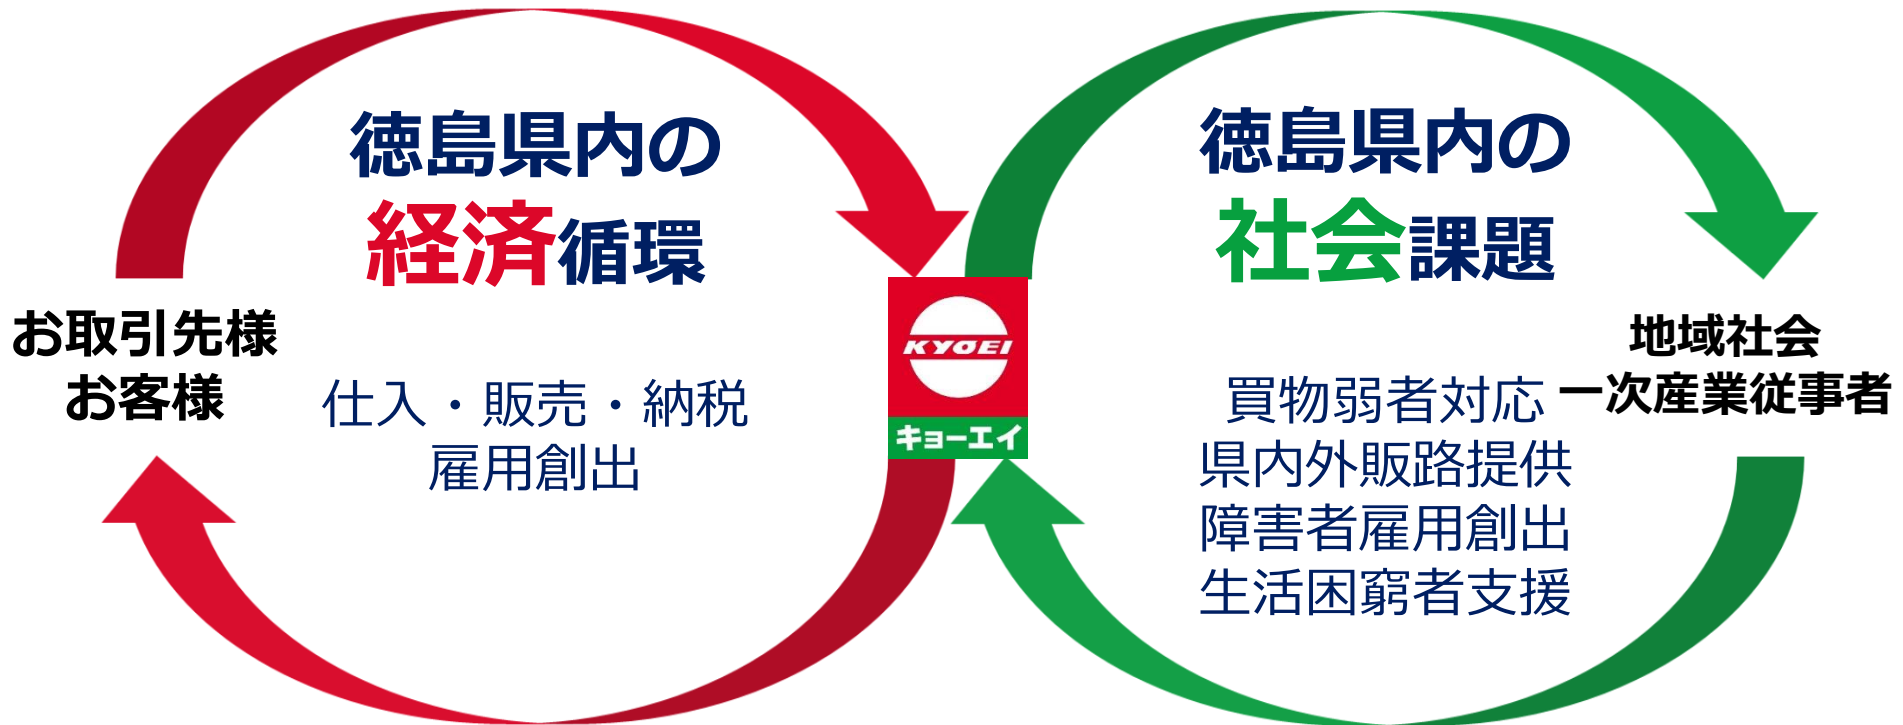 徳島県内の
経済循環
お取引先様
お客様
仕入・販売・納税
雇用創出
KYOEI
キョーエイ
徳島県内の
社会課題
地域社会
一次産業従事者
買物弱者対応
県内外販路提供
障害者雇用創出
生活困窮者支援